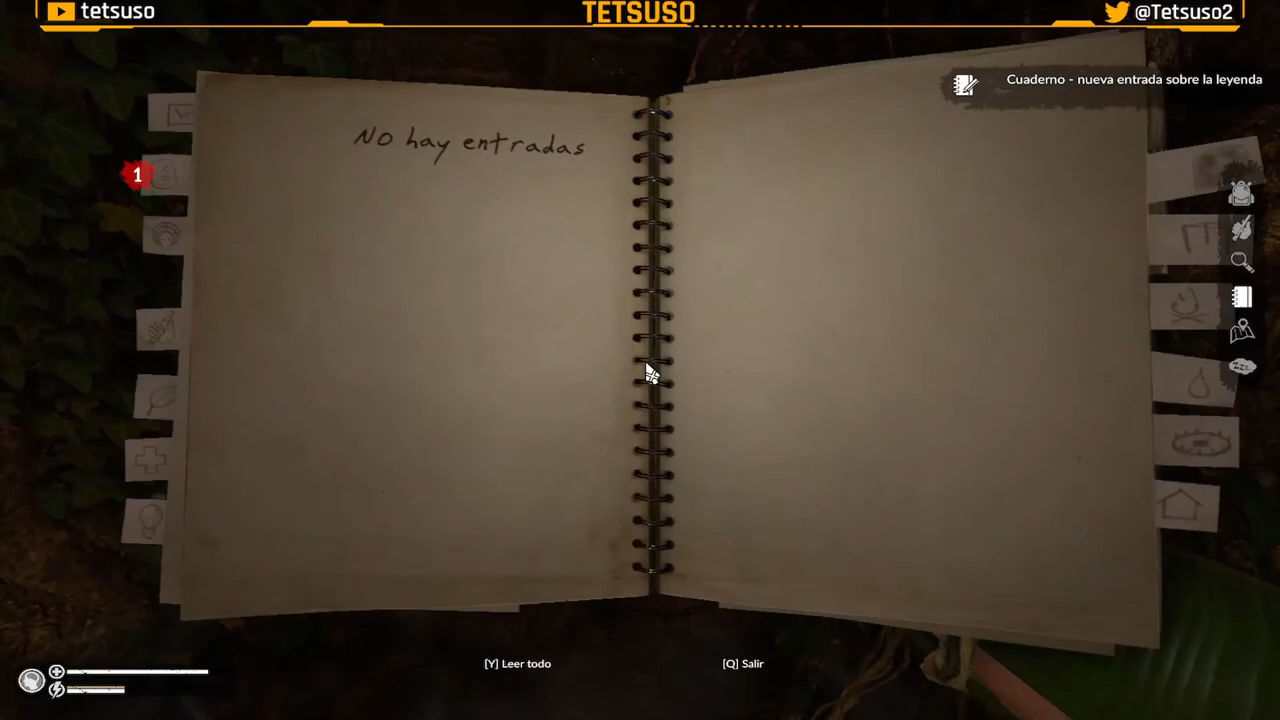 tetsuso
TETSUSO
@Tetsuso2
Cuaderno - nueva entrada sobre la leyenda
No hay entradas
1
[Y] Leer todo
[Q] Salir